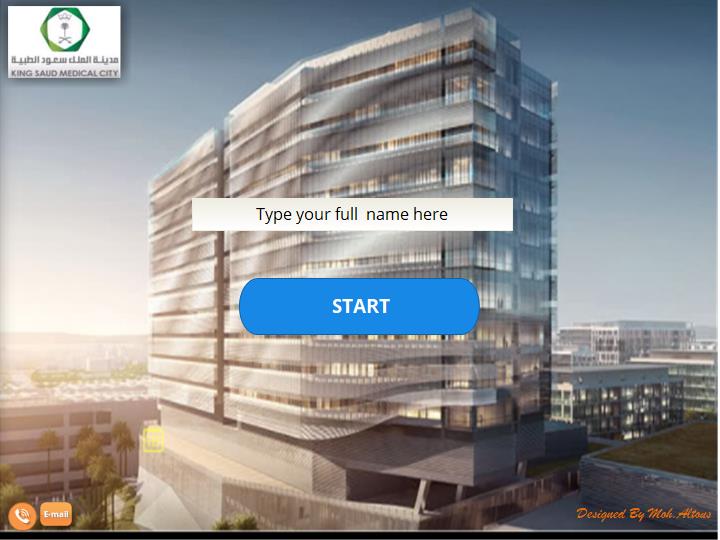 مدينة الملك سعود الطبية
KING SAUD MEDICAL CITY
Type your full  name here
START
E-mail
Designed By Moh.Altous